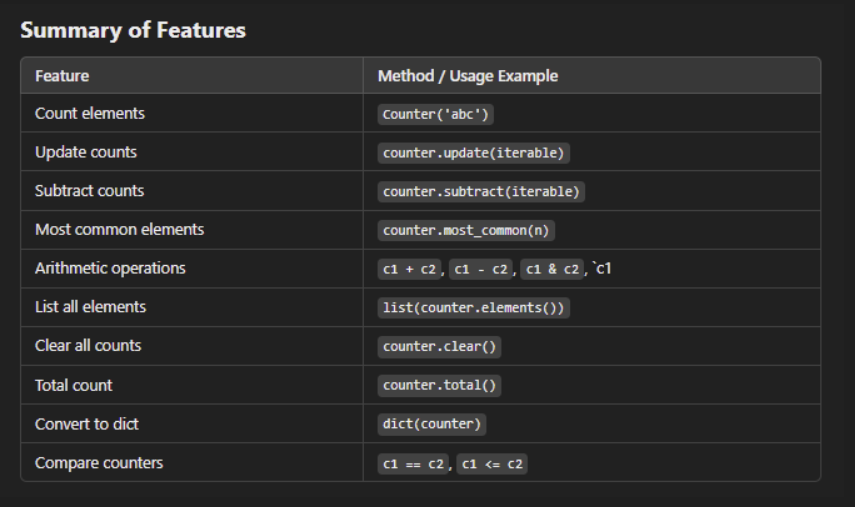 Summary of Features
Feature Method / Usage Example
Count elements Counter('abc')
Update counts counter.update(iterable)
Subtract counts counter.subtract(iterable)
Most common elements counter.most_common(n)
Arithmetic operations c1 + c2, c1 - c2, c1 & c2, `c1
List all elements list(counter.elements())
Clear all counts counter.clear()
Total count counter.total()
Convert to dict dict(counter)
Compare counters c1 == c2, c1 <= c2